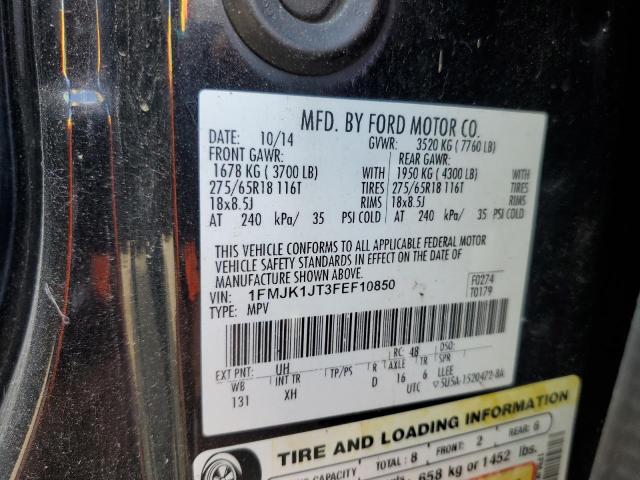 MFD. BY FORD MOTOR CO.
DATE: 10/14 GVWR: 3520 KG ( 7760 LB)
FRONT GAWR: REAR GAWR:
1678 KG ( 3700 LB) WITH 1950 KG ( 4300 LB) WITH
275/65R18 116T TIRES 275/65R18 116T TIRES
18x8.5J RIMS 18x8.5J RIMS
AT 240 kPa/ 35 PSI COLD AT 240 kPa/ 35 PSI COLD
THIS VEHICLE CONFORMS TO ALL APPLICABLE FEDERAL MOTOR
VEHICLE SAFETY STANDARDS IN EFFECT ON THE DATE OF
MANUFACTURE SHOWN ABOVE.
VIN: 1FMJK1JT3FEF10850 F0274
TYPE: MPV T0179
EXT PNT: UH RC: 48 DSO:
WB INT TR TP/PS R AXLE TR SPR
131 XH D 16 6 LLEE
UTC 5U5A-1520472-BA
TIRE AND LOADING INFORMATION
CAPACITY TOTAL: 8 FRONT: 2 REAR: 6
658 kg or 1452 lbs.